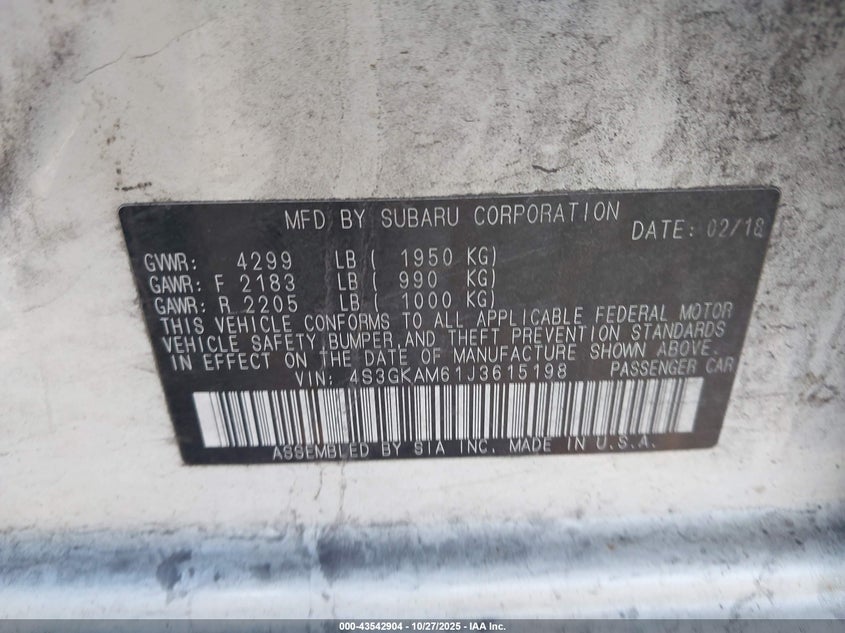 MFD BY SUBARU CORPORATION
DATE: 02/18
GVWR: 4299 LB ( 1950 KG)
GAWR: F 2183 LB ( 990 KG)
GAWR: R 2205 LB ( 1000 KG)
THIS VEHICLE CONFORMS TO ALL APPLICABLE FEDERAL MOTOR
VEHICLE SAFETY,BUMPER,AND THEFT PREVENTION STANDARDS
IN EFFECT ON THE DATE OF MANUFACTURE SHOWN ABOVE.
VIN: 4S3GKAM61J3615198 PASSENGER CAR
ASSEMBLED BY SIA INC. MADE IN U.S.A.
000-43542904 - 10/27/2025 - IAA Inc.